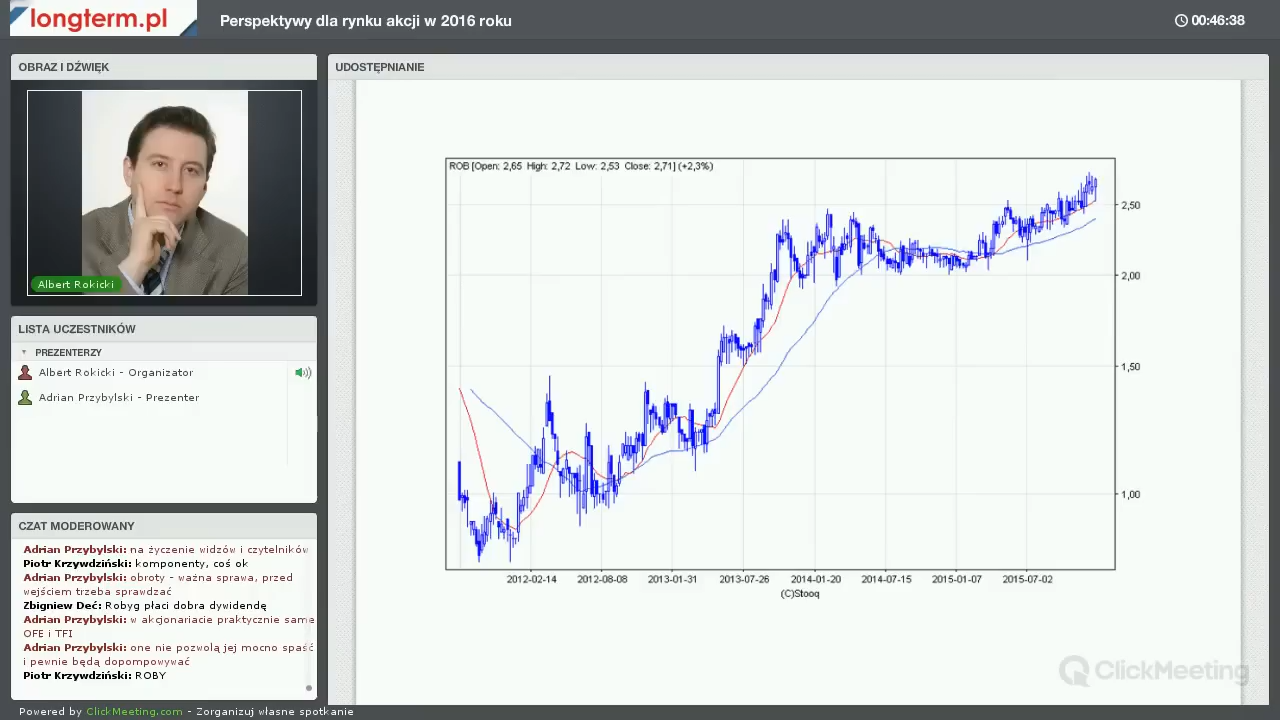 longterm.pl
Perspektywy dla rynku akcji w 2016 roku
00:46:38
OBRAZ I DŹWIĘK
Albert Rokicki
LISTA UCZESTNIKÓW
PREZENTERZY
Albert Rokicki - Organizator
Adrian Przybylski - Prezenter
CZAT MODEROWANY
Adrian Przybylski: na życzenie widzów i czytelników
Piotr Krzywdziński: komponenty, coś ok
Adrian Przybylski: obroty - ważna sprawa, przed
wejściem trzeba sprawdzać
Zbigniew Deć: Robyg płaci dobra dywidendę
Adrian Przybylski: w akcjonariacie praktycznie same
OFE i TFI
Adrian Przybylski: one nie pozwolą jej mocno spaść
i pewnie będą dopompowywać
Piotr Krzywdziński: ROBY
UDOSTĘPNIANIE
ROB [Open: 2,65 High: 2,72 Low: 2,53 Close: 2,71] (+2,3%)
2,50
2,00
1,50
1,00
2012-02-14 2012-08-08 2013-01-31 2013-07-26 2014-01-20 2014-07-15 2015-01-07 2015-07-02
(C)Stooq
ClickMeeting
Powered by ClickMeeting.com - Zorganizuj własne spotkanie